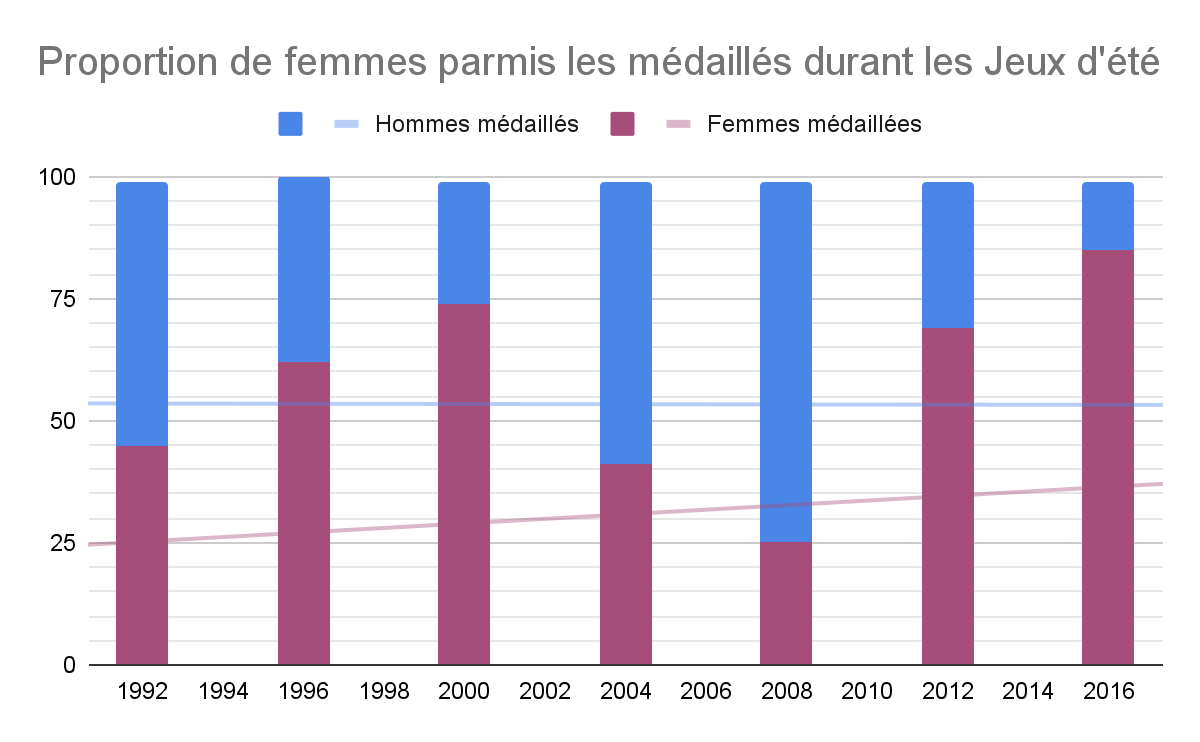 Proportion de femmes parmis les médaillés durant les Jeux d'été
Hommes médaillés Femmes médaillées
100
75
50
25
0
1992 1994 1996 1998 2000 2002 2004 2006 2008 2010 2012 2014 2016